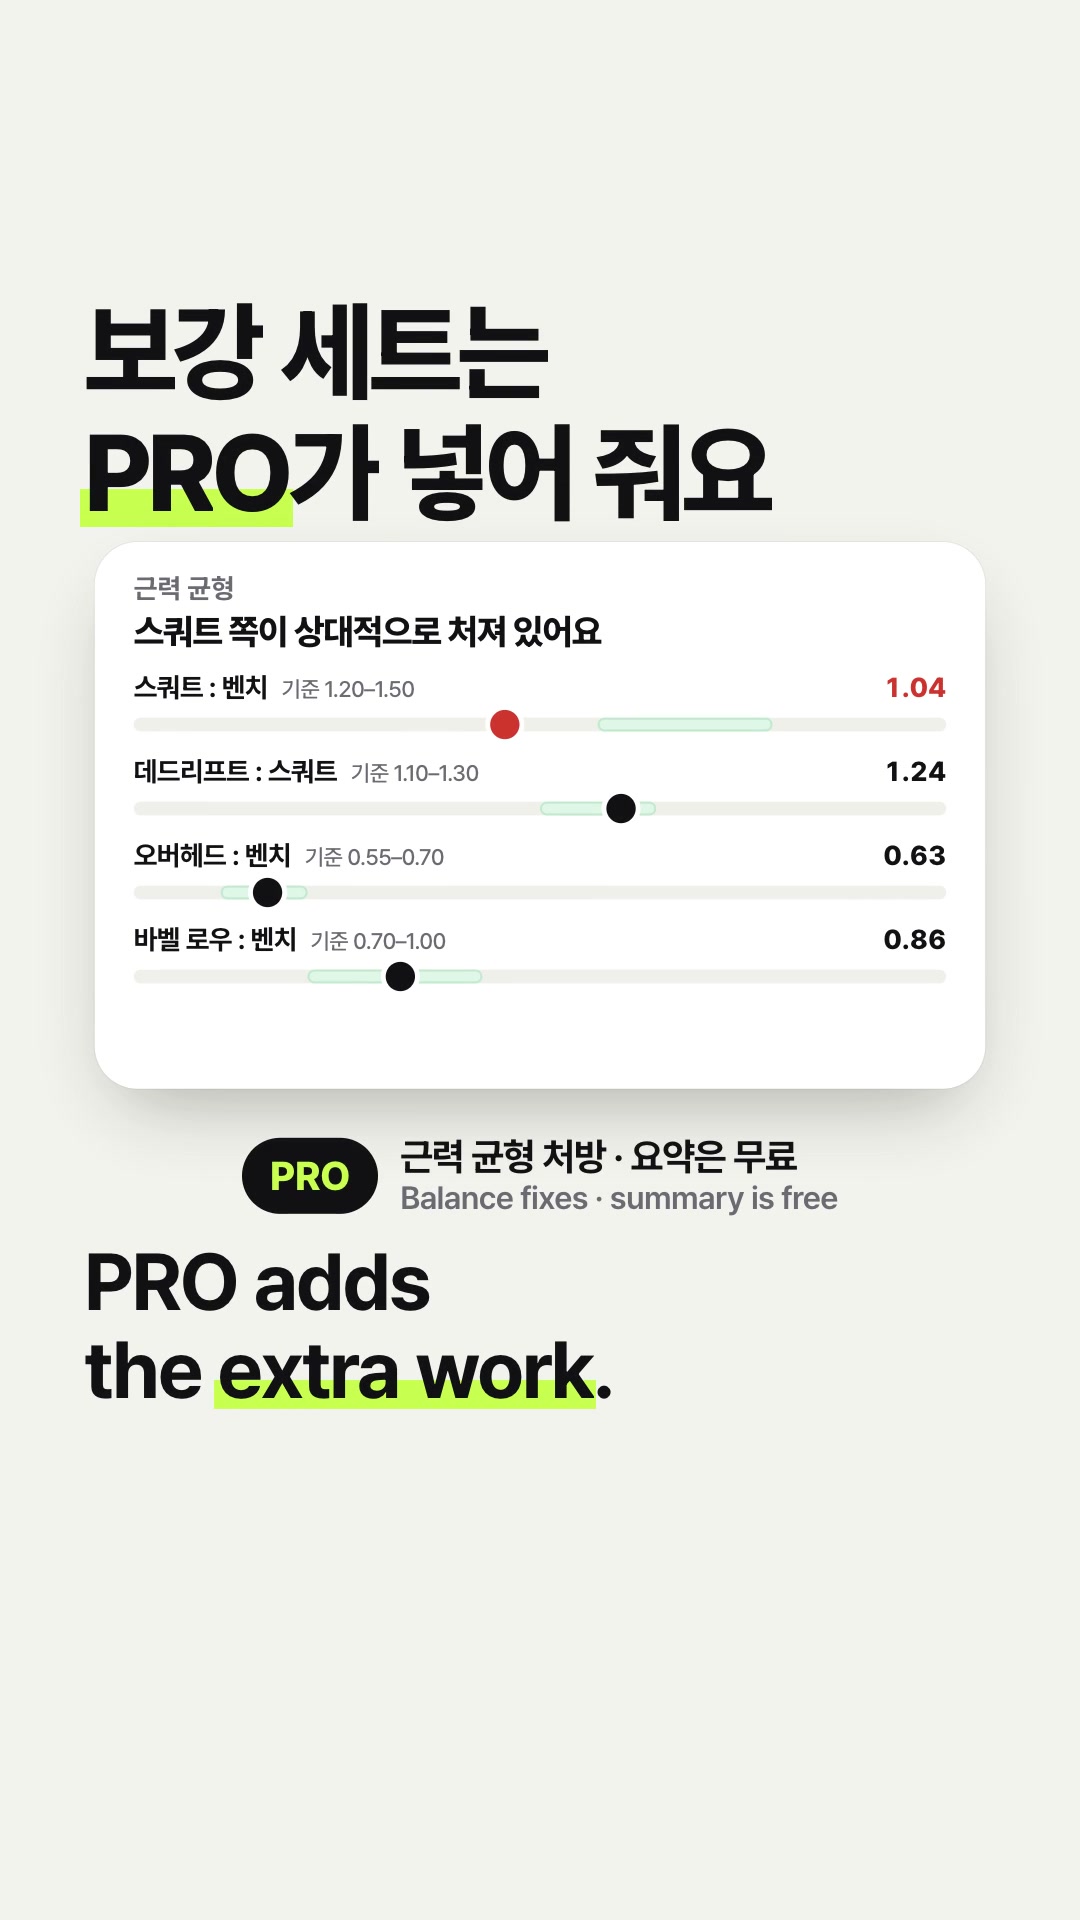 보강 세트는
PRO가 넣어 줘요
근력 균형
스쿼트 쪽이 상대적으로 처져 있어요
스쿼트 : 벤치 기준 1.20–1.50 1.04
데드리프트 : 스쿼트 기준 1.10–1.30 1.24
오버헤드 : 벤치 기준 0.55–0.70 0.63
바벨 로우 : 벤치 기준 0.70–1.00 0.86
PRO 근력 균형 처방 · 요약은 무료
Balance fixes · summary is free
PRO adds
the extra work.